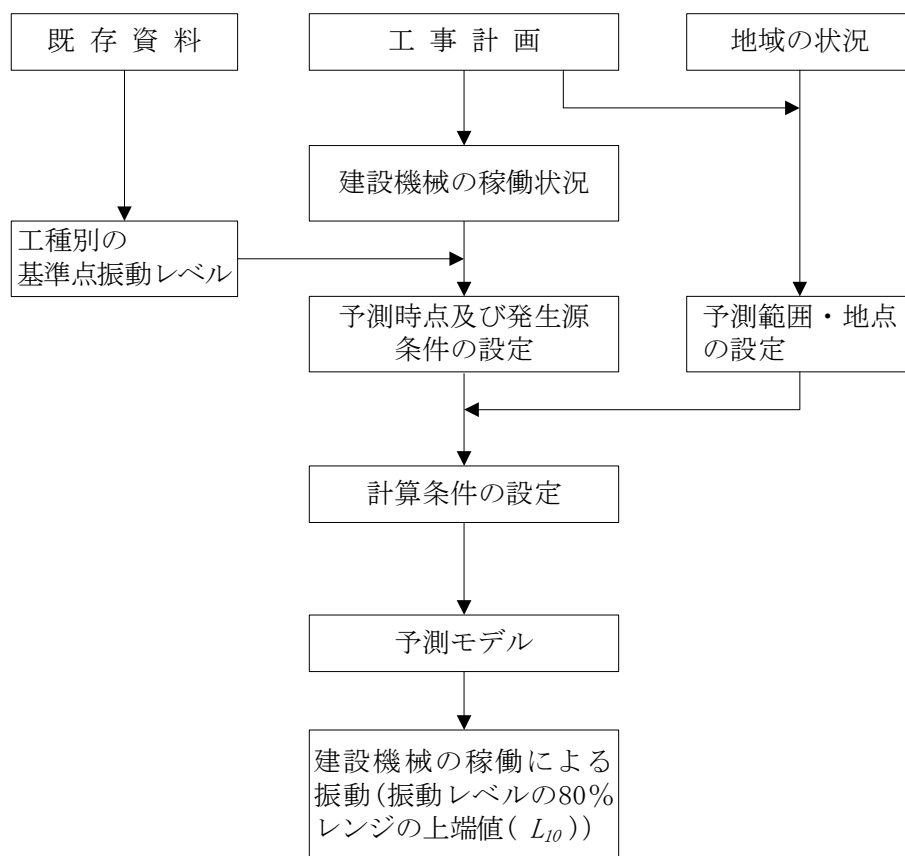 既存資料
工事計画
地域の状況
建設機械の稼働状況
工種別の
基準点振動レベル
予測時点及び発生源
条件の設定
予測範囲・地点
の設定
計算条件の設定
予測モデル
建設機械の稼働による
振動(振動レベルの80%
レンジの上端値( L10))